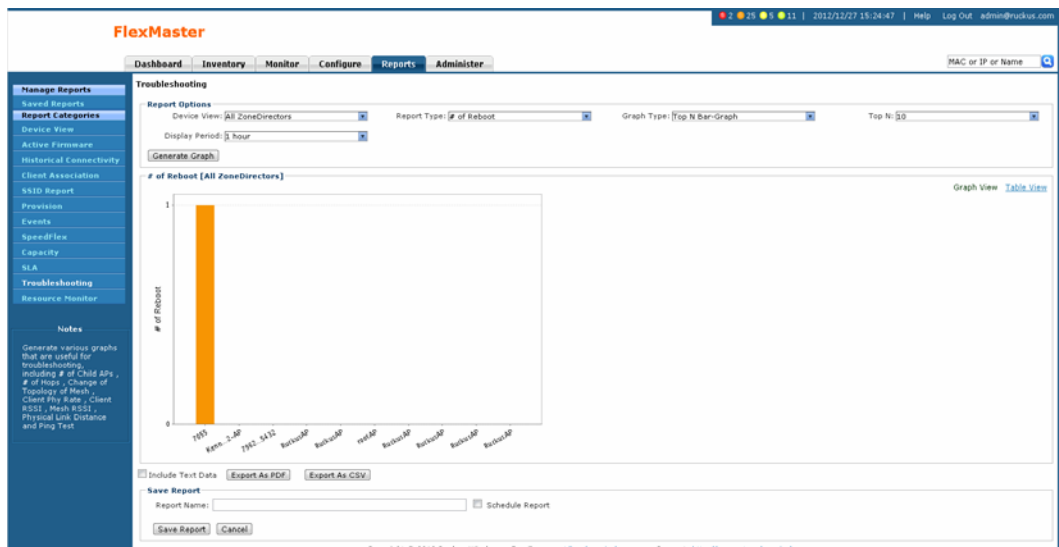 2 25 5 11 | 2012/12/27 15:24:47 | Help Log Out admin@ruckus.com
FlexMaster
Dashboard Inventory Monitor Configure Reports Administer
MAC or IP or Name
Manage Reports
Saved Reports
Report Categories
Device View
Active Firmware
Historical Connectivity
Client Association
SSID Report
Provision
Events
SpeedFlex
Capacity
SLA
Troubleshooting
Resource Monitor
Notes
Generate various graphs
that are useful for
troubleshooting,
including # of Child APs ,
# of Hops , Change of
Topology of Mesh ,
Client Phy Rate , Client
RSSI , Mesh RSSI ,
Physical Link Distance
and Ping Test
Troubleshooting
Report Options
Device View: All ZoneDirectors Report Type: # of Reboot Graph Type: Top N Bar-Graph Top N: 10
Display Period: 1 hour
Generate Graph
# of Reboot [All ZoneDirectors]
Graph View Table View
1
# of Reboot
0
7055 Kenn..2-AP 7962..5432 RuckusAP RuckusAP rootAP RuckusAP RuckusAP RuckusAP RuckusAP
Include Text Data Export As PDF Export As CSV
Save Report
Report Name: Schedule Report
Save Report Cancel